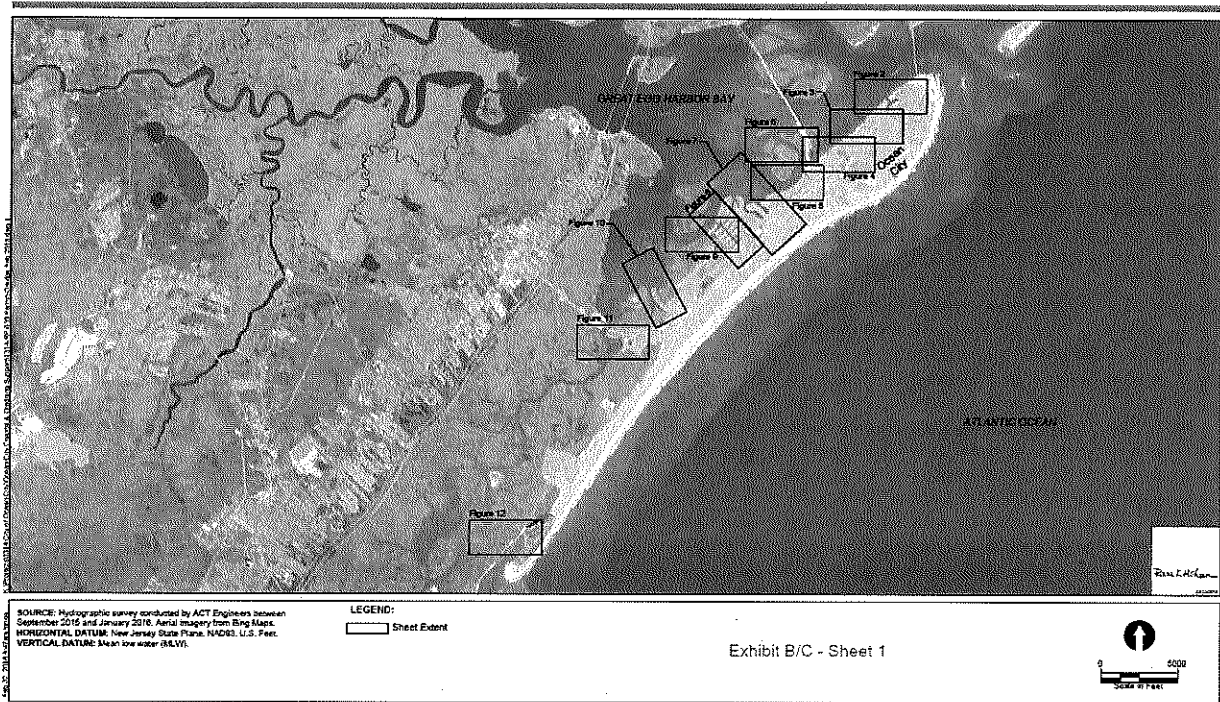 Figure 2
Figure 3
GREAT EGG HARBOR BAY
Figure 6
Figure 7
Ocean City
Figure 4
Figure 5
Figure 9
Figure 10
Figure 11
ATLANTIC OCEAN
Figure 12
SOURCE: Hydrographic survey conducted by ACT Engineers between
September 2015 and January 2016. Aerial imagery from Bing Maps.
HORIZONTAL DATUM: New Jersey State Plane, NAD83, U.S. Feet.
VERTICAL DATUM: Mean low water (MLW).
LEGEND:
Sheet Extent
Exhibit B/C - Sheet 1
0 5000
Scale in Feet